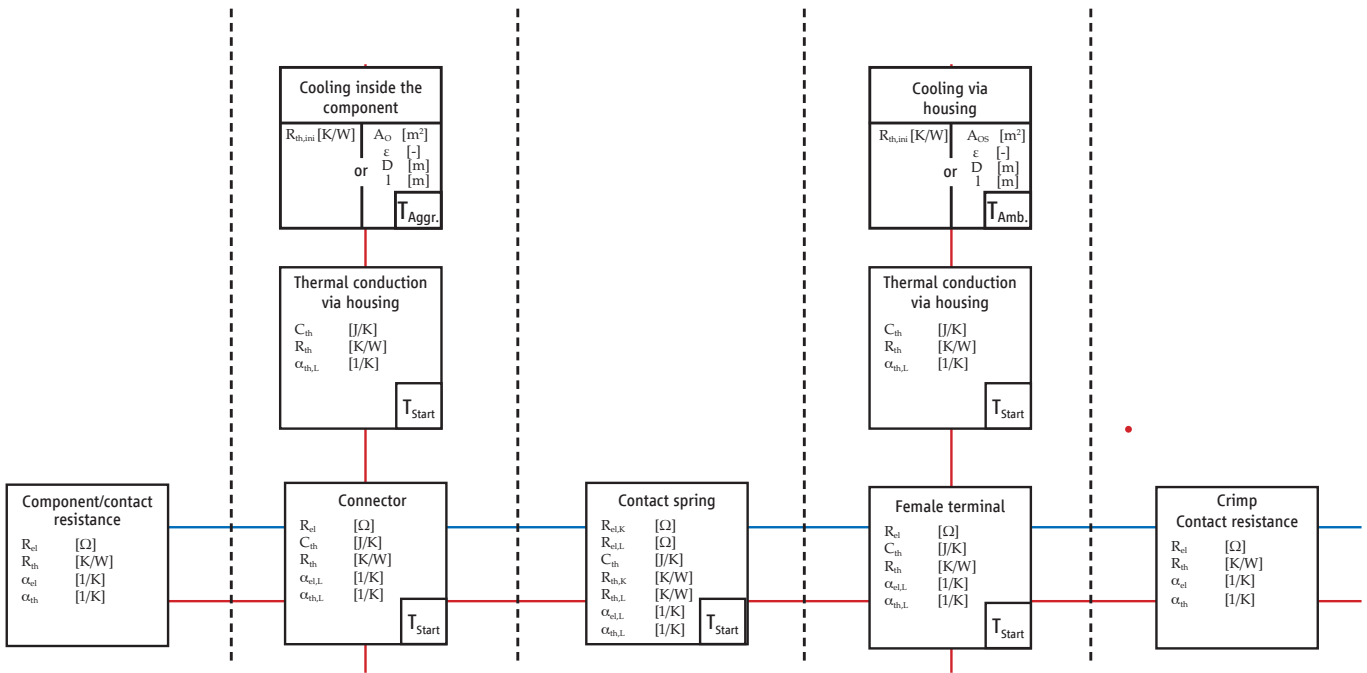 Cooling inside the
component
R_th,ini [K/W]
or
A_O [m²]
ε [-]
D [m]
l [m]
T_Aggr.
Cooling via
housing
R_th,ini [K/W]
or
A_OS [m²]
ε [-]
D [m]
l [m]
T_Amb.
Thermal conduction
via housing
C_th [J/K]
R_th [K/W]
α_th,L [1/K]
T_Start
Thermal conduction
via housing
C_th [J/K]
R_th [K/W]
α_th,L [1/K]
T_Start
Component/contact
resistance
R_el [Ω]
R_th [K/W]
α_el [1/K]
α_th [1/K]
Connector
R_el [Ω]
C_th [J/K]
R_th [K/W]
α_el,L [1/K]
α_th,L [1/K]
T_Start
Contact spring
R_el,K [Ω]
R_el,L [Ω]
C_th [J/K]
R_th,K [K/W]
R_th,L [K/W]
α_el,L [1/K]
α_th,L [1/K]
T_Start
Female terminal
R_el [Ω]
C_th [J/K]
R_th [K/W]
α_el,L [1/K]
α_th,L [1/K]
T_Start
Crimp
Contact resistance
R_el [Ω]
R_th [K/W]
α_el [1/K]
α_th [1/K]